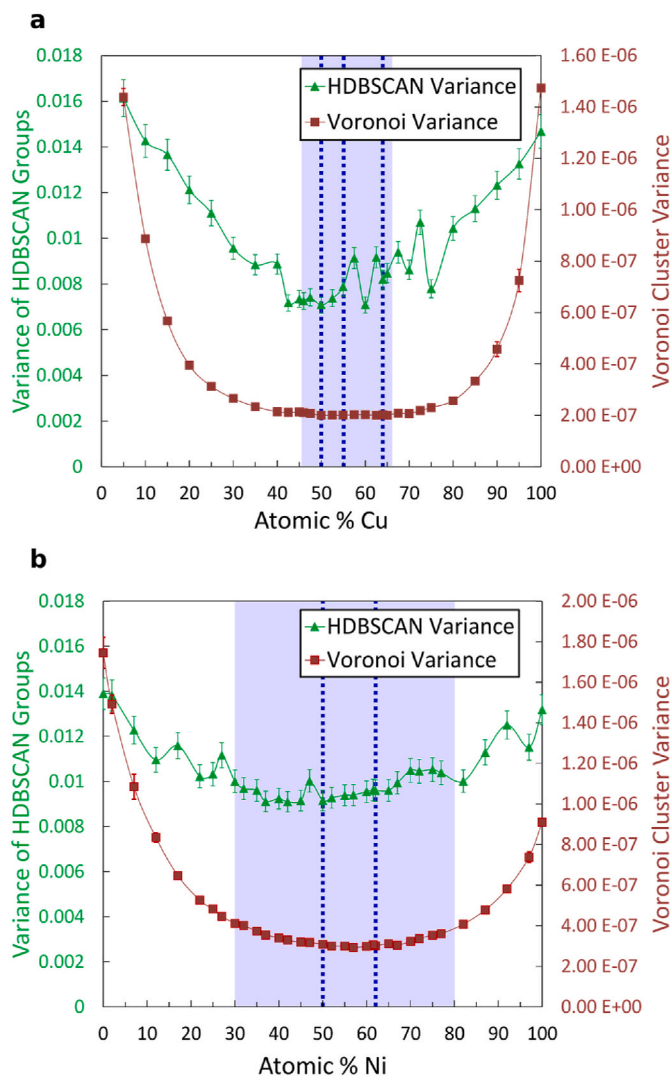 a
0.018
0.016
0.014
0.012
0.01
0.008
0.006
0.004
0.002
0
Variance of HDBSCAN Groups
HDBSCAN Variance
Voronoi Variance
1.60 E-06
1.40 E-06
1.20 E-06
1.00 E-06
8.00 E-07
6.00 E-07
4.00 E-07
2.00 E-07
0.00 E+00
Voronoi Cluster Variance
0 10 20 30 40 50 60 70 80 90 100
Atomic % Cu
b
0.018
0.016
0.014
0.012
0.01
0.008
0.006
0.004
0.002
0
Variance of HDBSCAN Groups
HDBSCAN Variance
Voronoi Variance
2.00 E-06
1.80 E-06
1.60 E-06
1.40 E-06
1.20 E-06
1.00 E-06
8.00 E-07
6.00 E-07
4.00 E-07
2.00 E-07
0.00 E+00
Voronoi Cluster Variance
0 10 20 30 40 50 60 70 80 90 100
Atomic % Ni